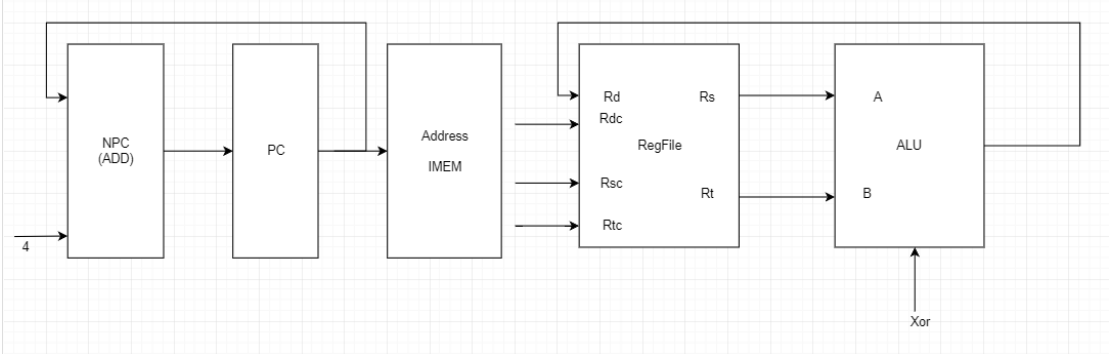 NPC
(ADD)
4
PC
Address
IMEM
Rd
Rdc
Rsc
Rtc
RegFile
Rs
Rt
A
B
ALU
Xor